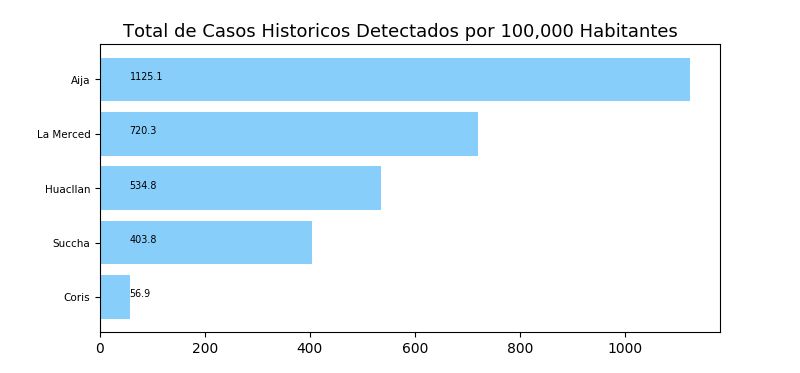 Total de Casos Historicos Detectados por 100,000 Habitantes
Aija 1125.1
La Merced 720.3
Huacllan 534.8
Succha 403.8
Coris 56.9
0 200 400 600 800 1000